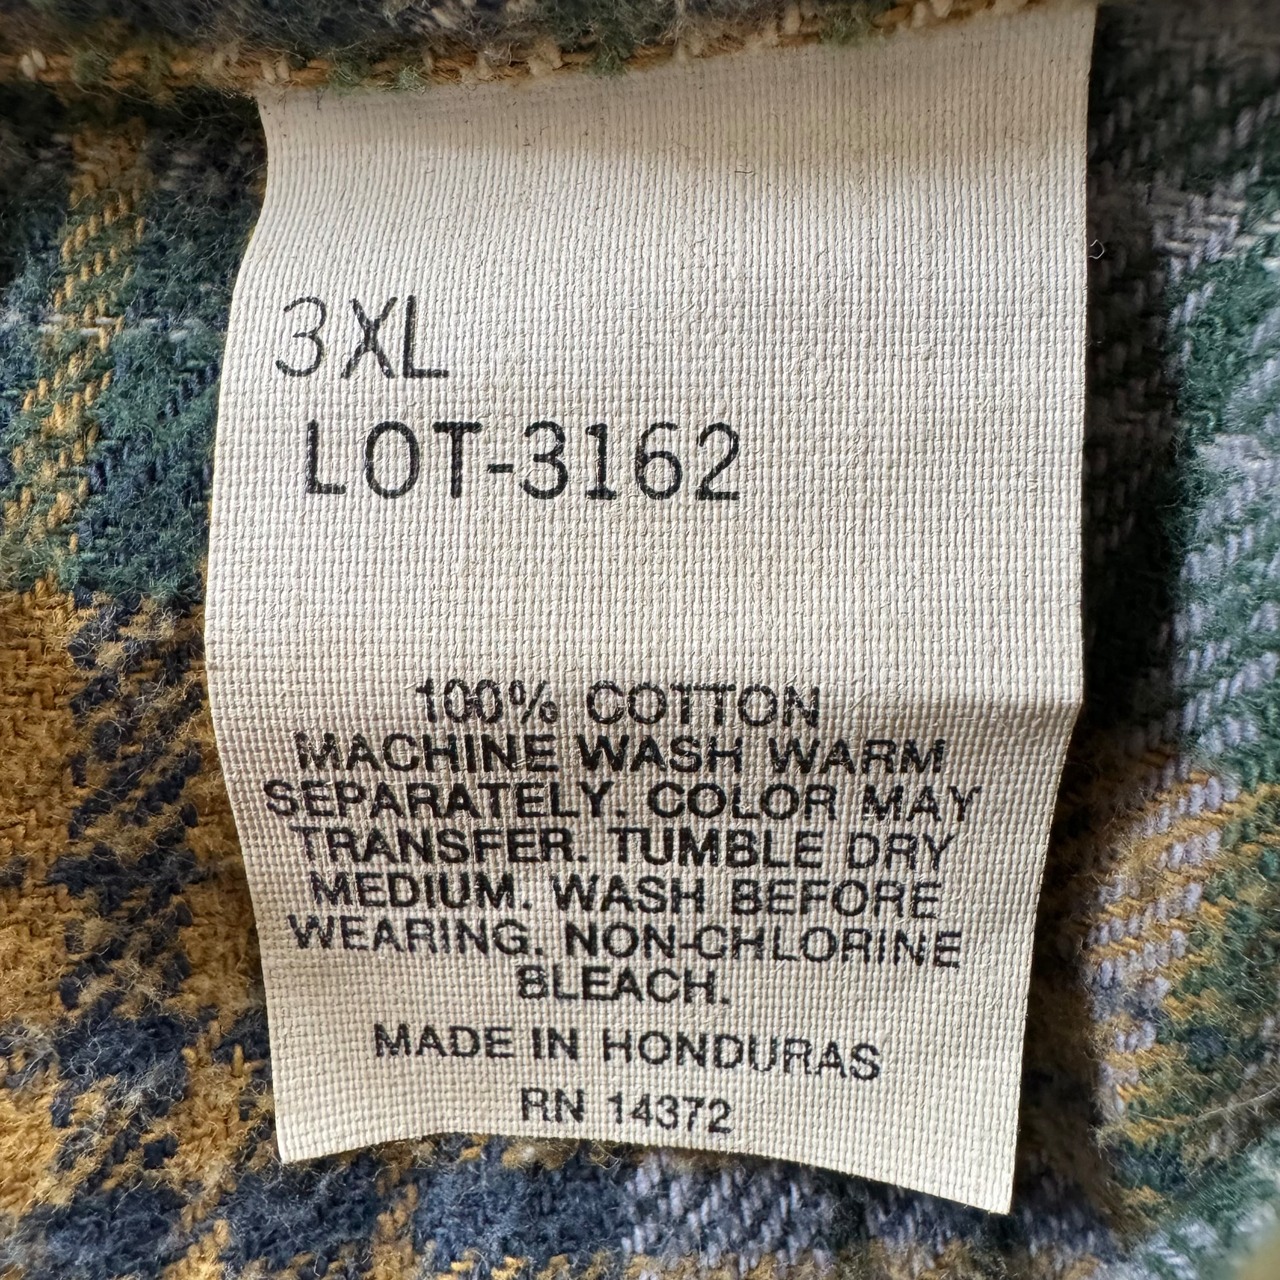 3XL
LOT-3162
100% COTTON
MACHINE WASH WARM
SEPARATELY. COLOR MAY
TRANSFER. TUMBLE DRY
MEDIUM. WASH BEFORE
WEARING. NON-CHLORINE
BLEACH.
MADE IN HONDURAS
RN 14372